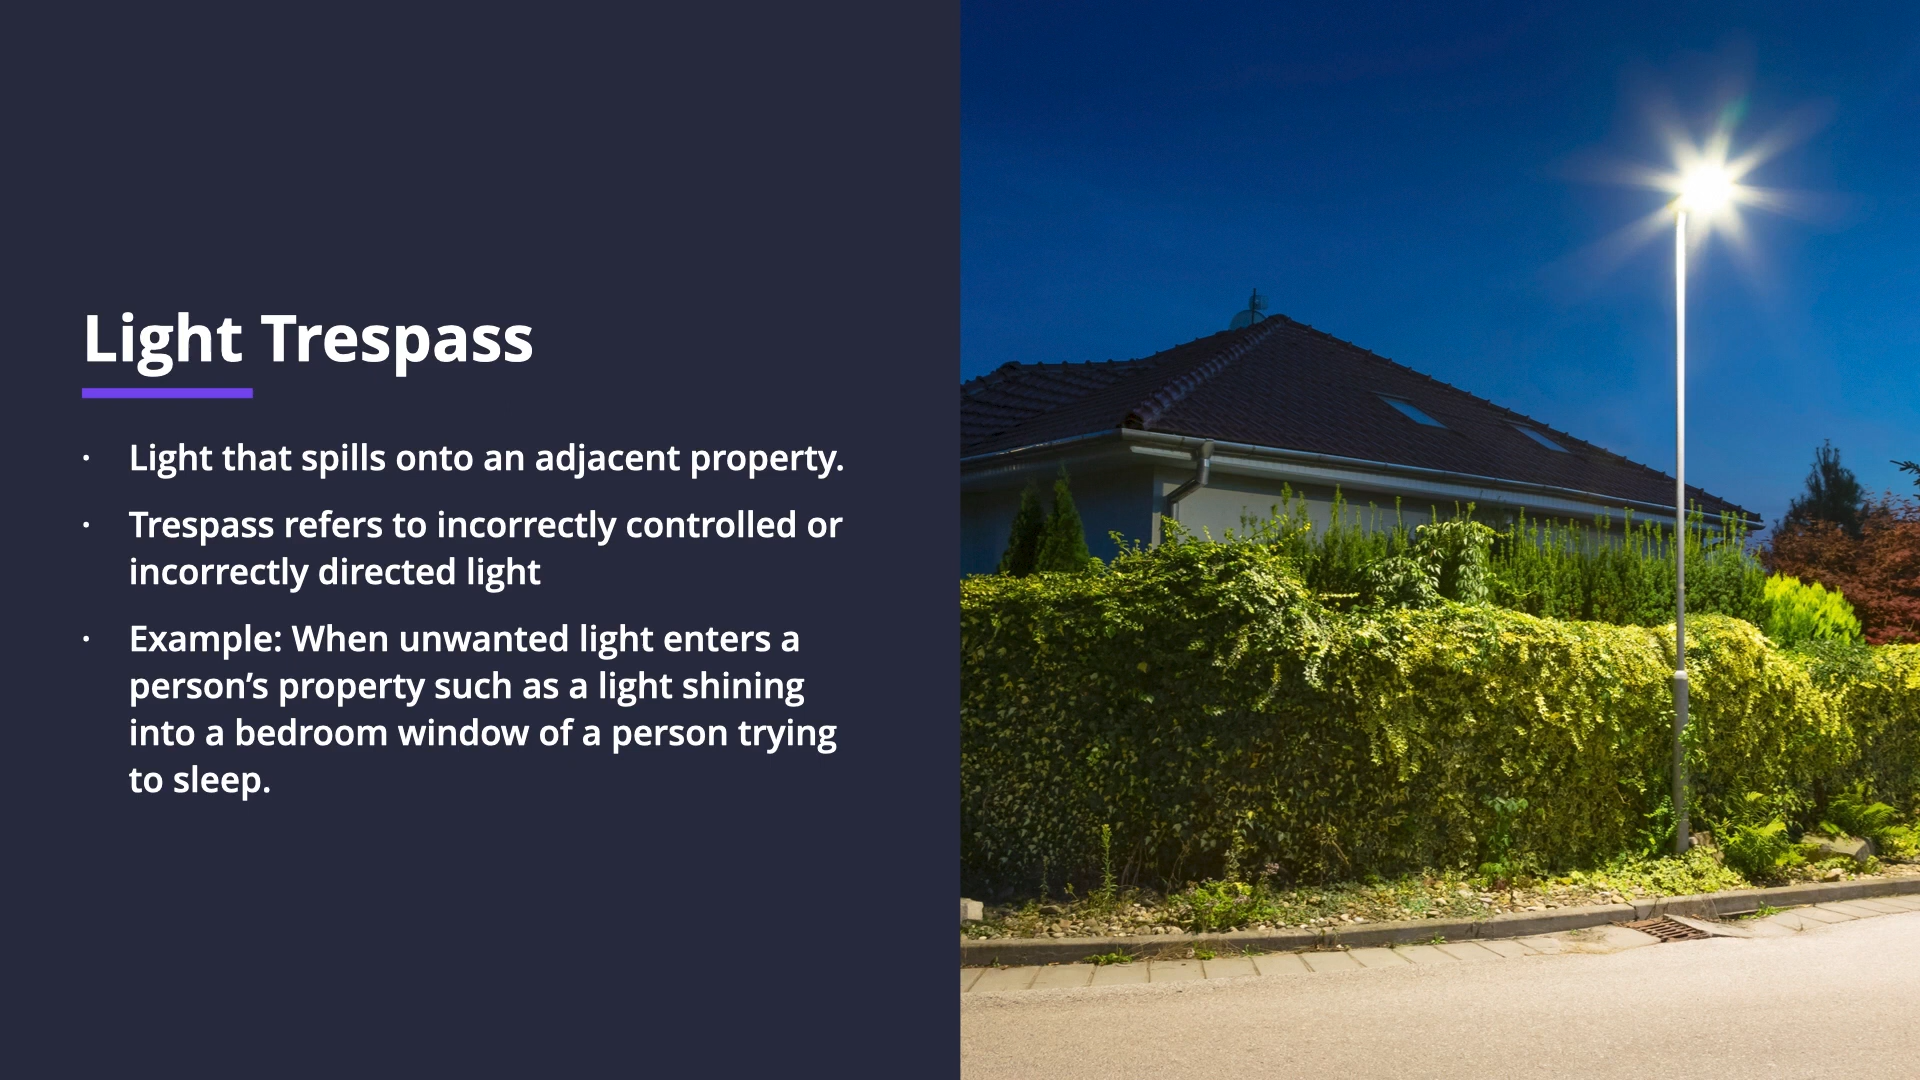 Light Trespass
· Light that spills onto an adjacent property.
· Trespass refers to incorrectly controlled or
incorrectly directed light
· Example: When unwanted light enters a
person’s property such as a light shining
into a bedroom window of a person trying
to sleep.